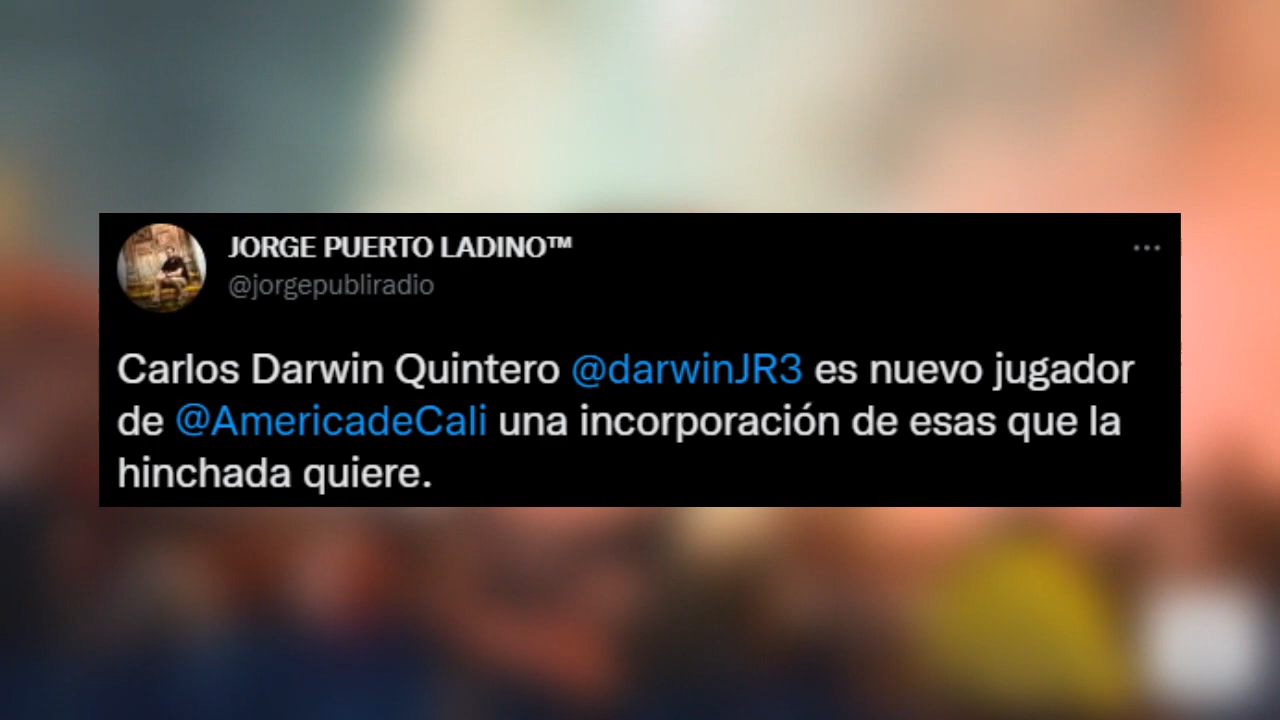 JORGE PUERTO LADINO™
@jorgepubliradio
Carlos Darwin Quintero @darwinJR3 es nuevo jugador
de @AmericadeCali una incorporación de esas que la
hinchada quiere.